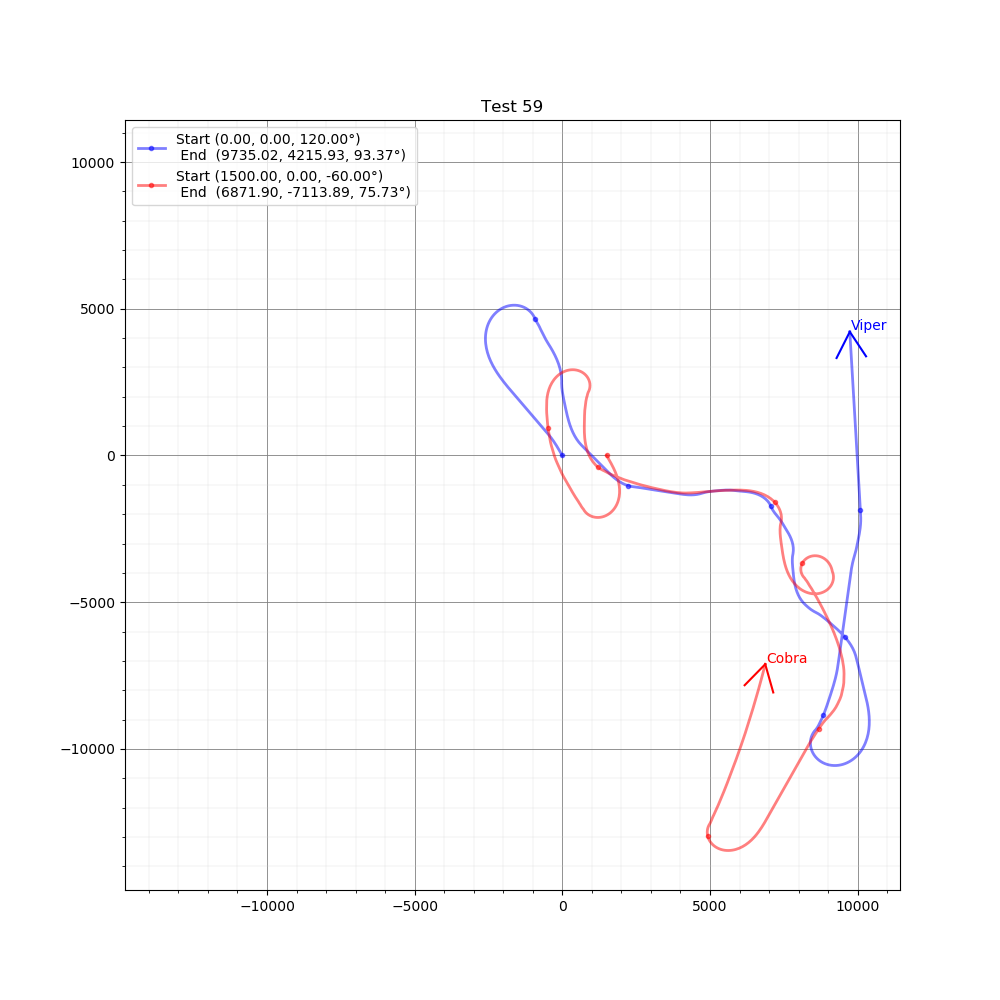 Test 59
Start (0.00, 0.00, 120.00°)
End  (9735.02, 4215.93, 93.37°)
Start (1500.00, 0.00, -60.00°)
End  (6871.90, -7113.89, 75.73°)
10000
5000
0
−5000
−10000
Viper
Cobra
−10000
−5000
0
5000
10000